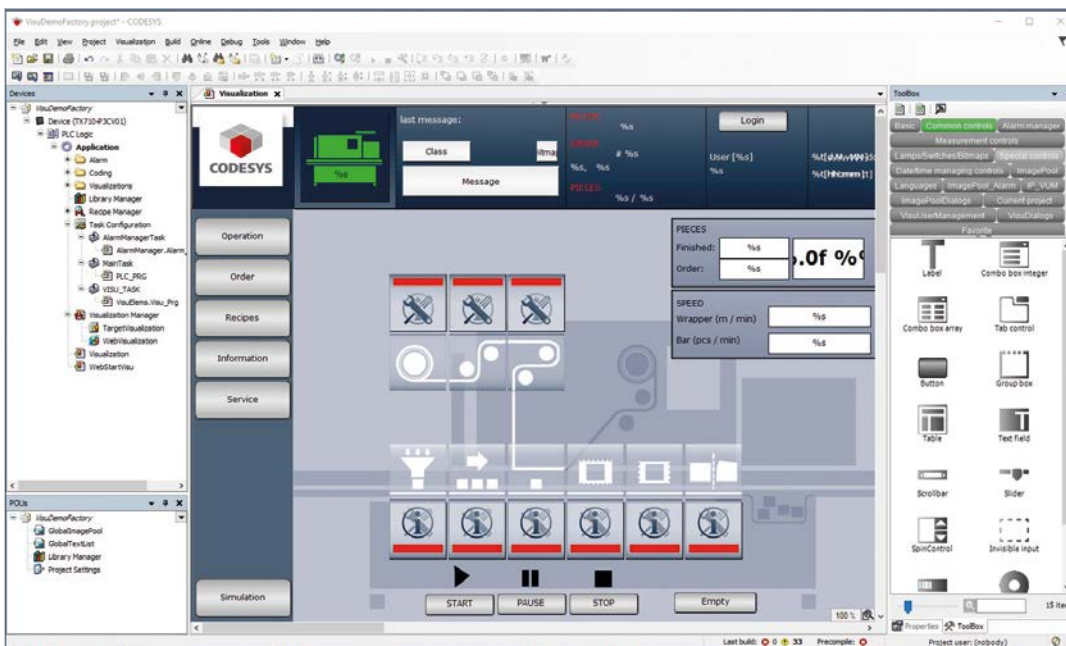 VisuDemoFactory project* - CODESYS
File Edit View Project Visualization Build Online Debug Tools Window Help
Devices
VisuDemoFactory
Device (TX710-P3CV01)
PLC Logic
Application
Alarm
Coding
Visualizations
Library Manager
Recipe Manager
Task Configuration
AlarmManagerTask
AlarmManager.Alarm_
MainTask
PLC_PRG
VISU_TASK
VisuElems.Visu_Prg
Visualization Manager
TargetVisualization
WebVisualization
Visualization
WebStartVisu
POUs
VisuDemoFactory
GlobalImagePool
GlobalTextList
Library Manager
Project Settings
Visualization
CODESYS
%s
last message:
Class
Message
%s
ORDER
# %s
%s, %s
PIECES
%s / %s
Login
User [%s]
%s
Operation
Order
Recipes
Information
Service
Simulation
PIECES
Finished: %s
Order: %s
.0f %
SPEED
Wrapper (m / min) %s
Bar (pcs / min) %s
START PAUSE STOP Empty
100 %
ToolBox
Basic Common controls Alarm manager
Measurement controls
Lamps/Switches/Bitmaps Special controls
Date/time managing controls ImagePool
Languages ImagePool_Alarm IP_VUM
ImagePoolDialogs Current project
VisuUserManagement VisuDialogs
Favorite
Label Combo box integer
Combo box array Tab control
Button Group box
Table Text field
Scrollbar Slider
SpinControl Invisible input
15 ite
Properties ToolBox
Last build: 0 33 Precompile: Project user: (nobody)